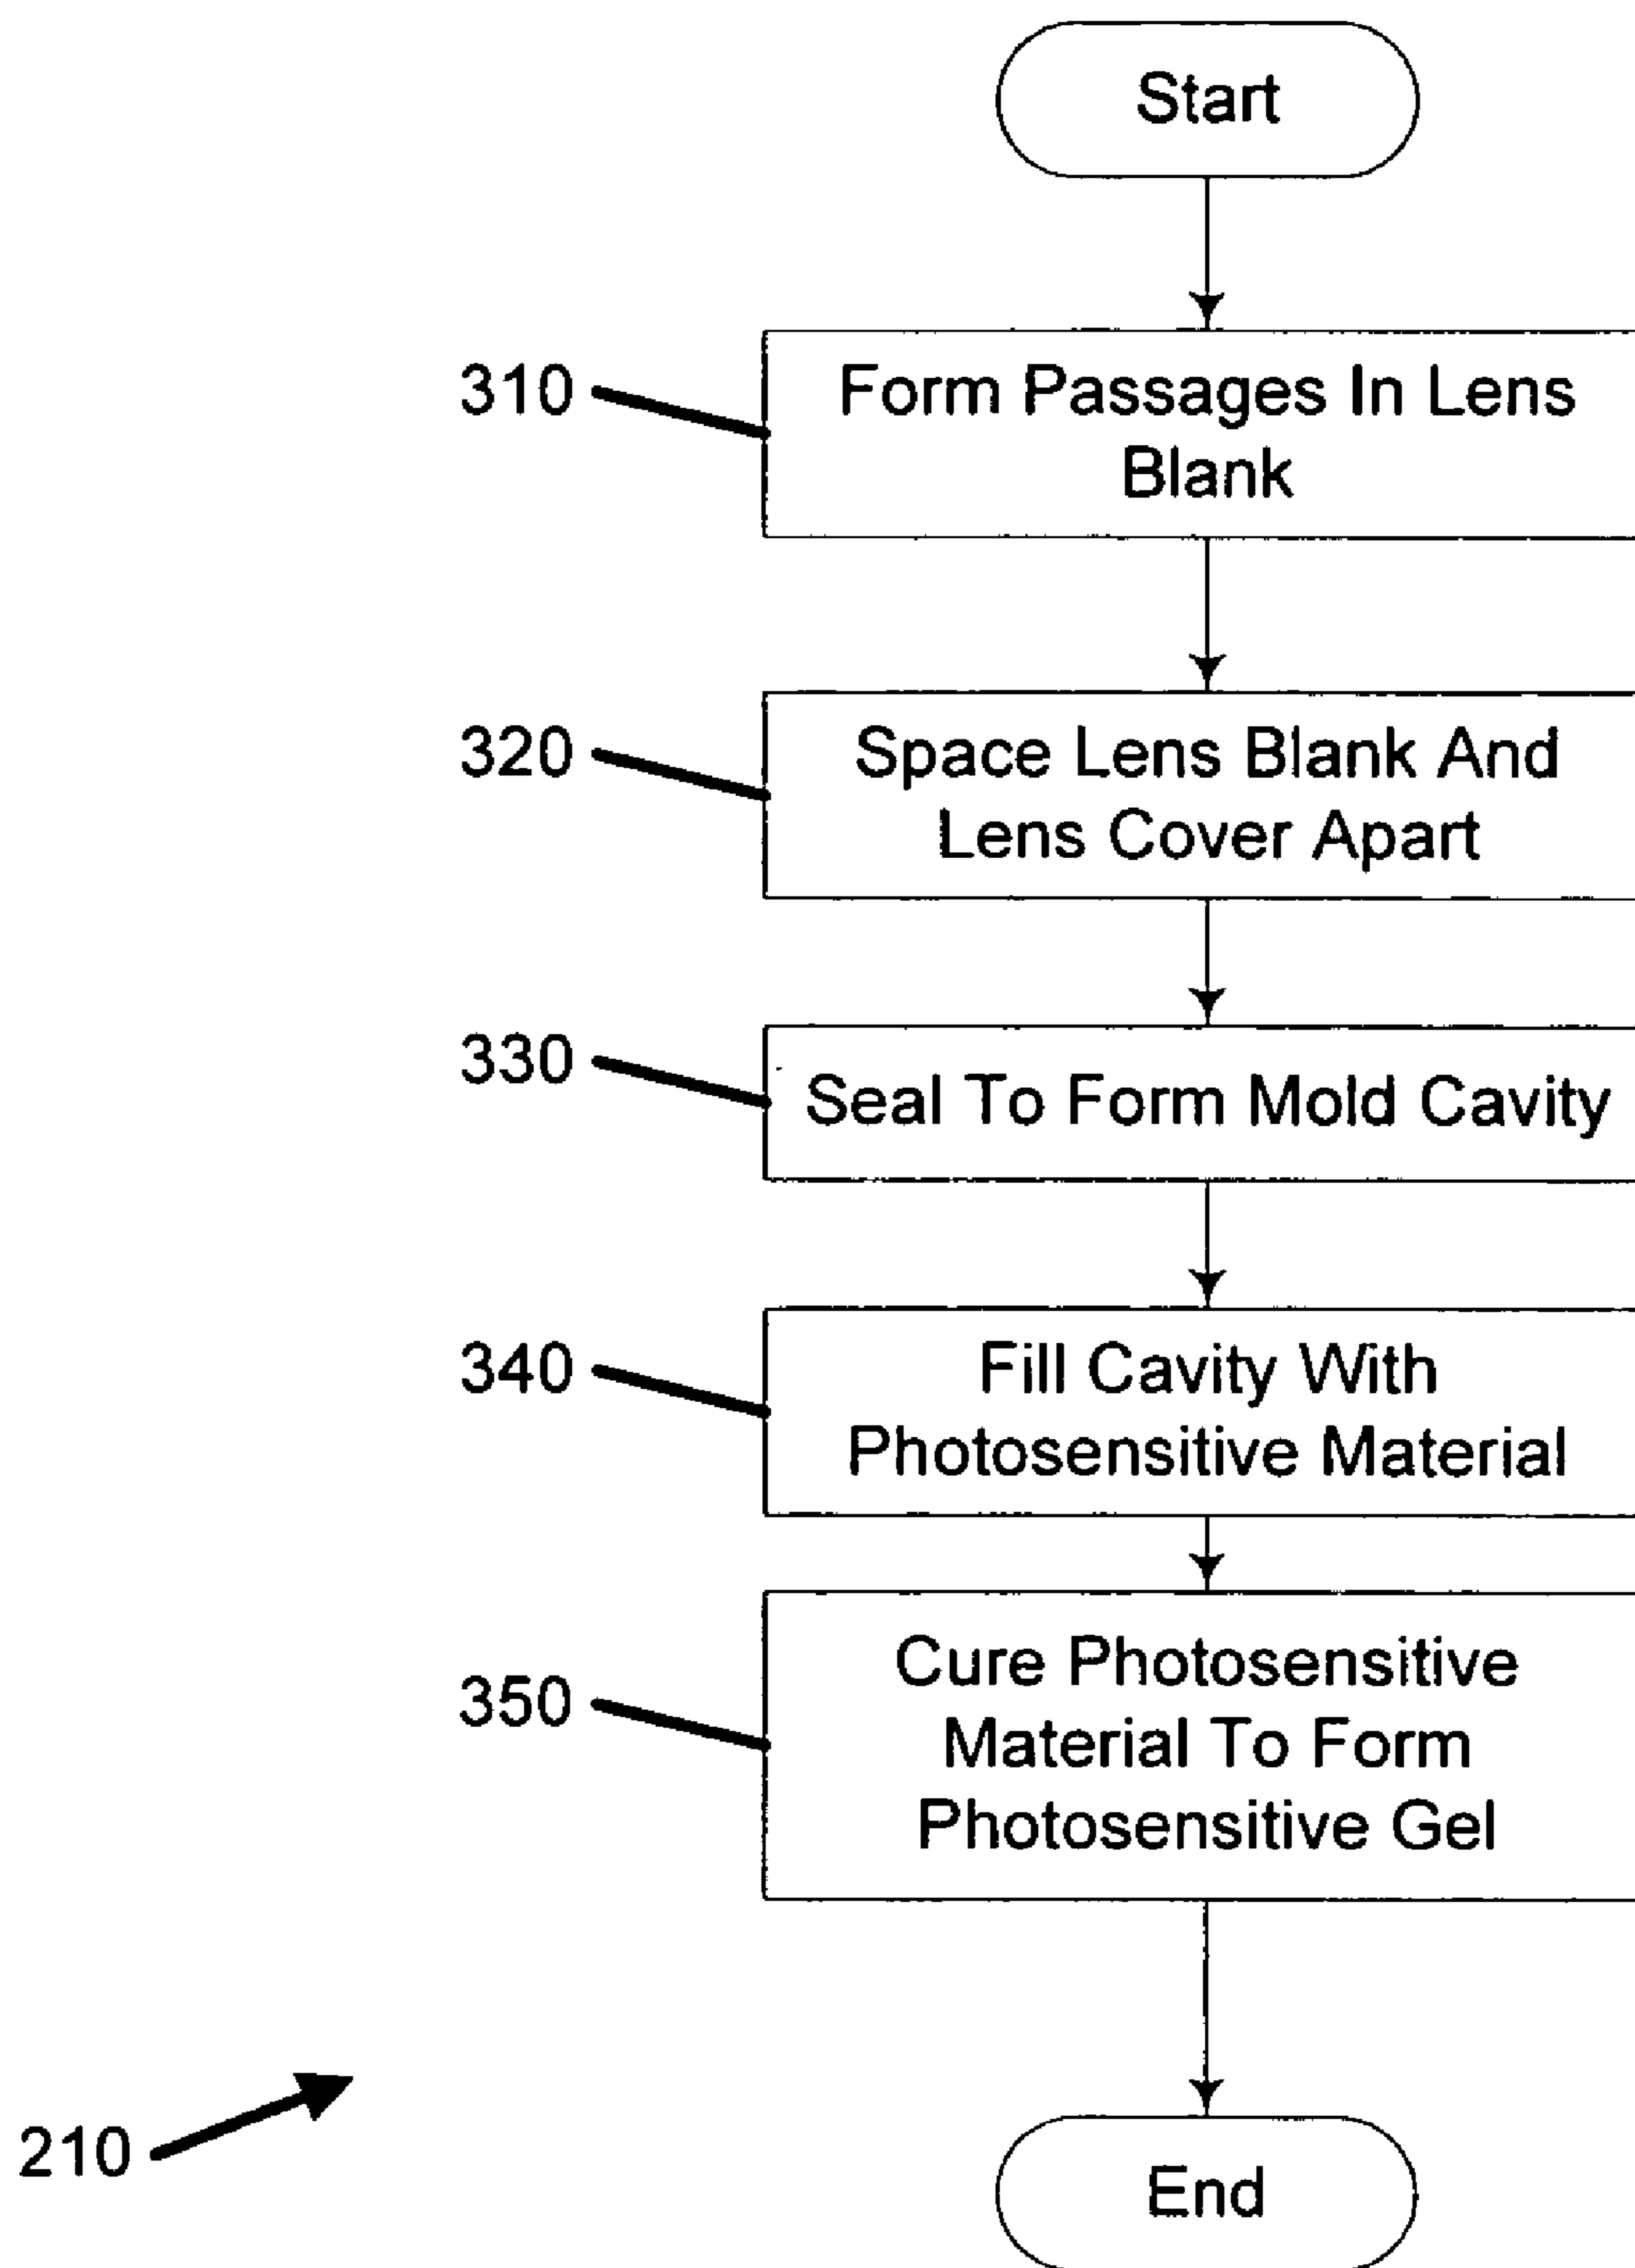 Start
310
Form Passages In Lens
Blank
320
Space Lens Blank And
Lens Cover Apart
330
Seal To Form Mold Cavity
340
Fill Cavity With
Photosensitive Material
350
Cure Photosensitive
Material To Form
Photosensitive Gel
210
End